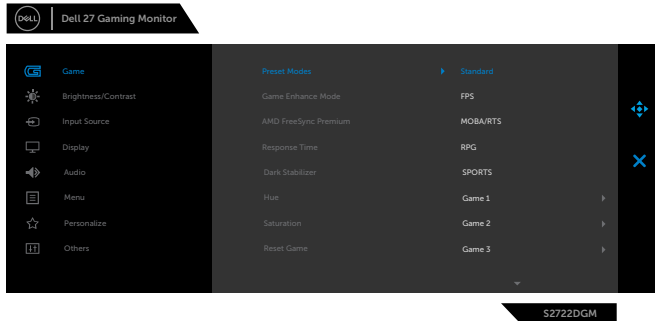 DELL
Dell 27 Gaming Monitor
Game
Preset Modes
Standard
Brightness/Contrast
Game Enhance Mode
FPS
Input Source
AMD FreeSync Premium
MOBA/RTS
Display
Response Time
RPG
Audio
Dark Stabilizer
SPORTS
Menu
Hue
Game 1
Personalize
Saturation
Game 2
Others
Reset Game
Game 3
S2722DGM